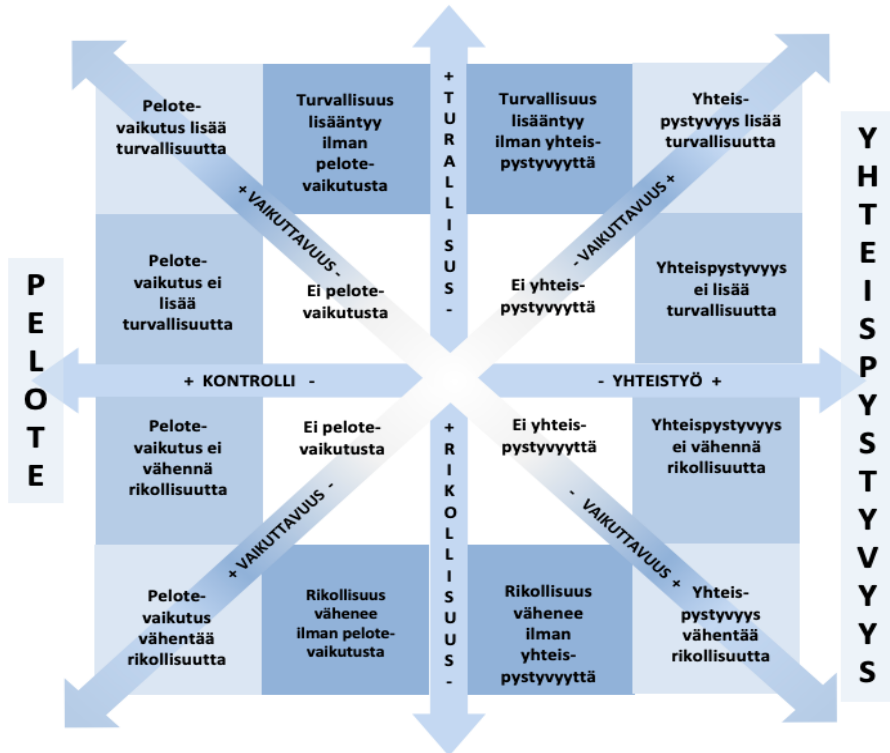 Pelote-
vaikutus lisää
turvallisuutta
Turvallisuus
lisääntyy
ilman
pelote-
vaikutusta
+TURALLISUS-
Turvallisuus
lisääntyy
ilman yhteis-
pystyvyyttä
Yhteis-
pystyvyys lisää
turvallisuutta
+ VAIKUTTAVUUS -
- VAIKUTTAVUUS +
Pelote-
vaikutus ei
lisää
turvallisuutta
Ei pelote-
vaikutusta
Ei yhteis-
pystyvyyttä
Yhteispystyvyys
ei lisää
turvallisuutta
PELOTE
+ KONTROLLI -
- YHTEISTYÖ +
YHTEISPYSTYVYYS
Pelote-
vaikutus ei
vähennä
rikollisuutta
Ei pelote-
vaikutusta
+RIKOLLISUUS-
Ei yhteis-
pystyvyyttä
Yhteispystyvyys
ei vähennä
rikollisuutta
+ VAIKUTTAVUUS -
- VAIKUTTAVUUS +
Pelote-
vaikutus
vähentää
rikollisuutta
Rikollisuus
vähenee
ilman pelote-
vaikutusta
Rikollisuus
vähenee
ilman
yhteis-
pystyvyyttä
Yhteis-
pystyvyys
vähentää
rikollisuutta